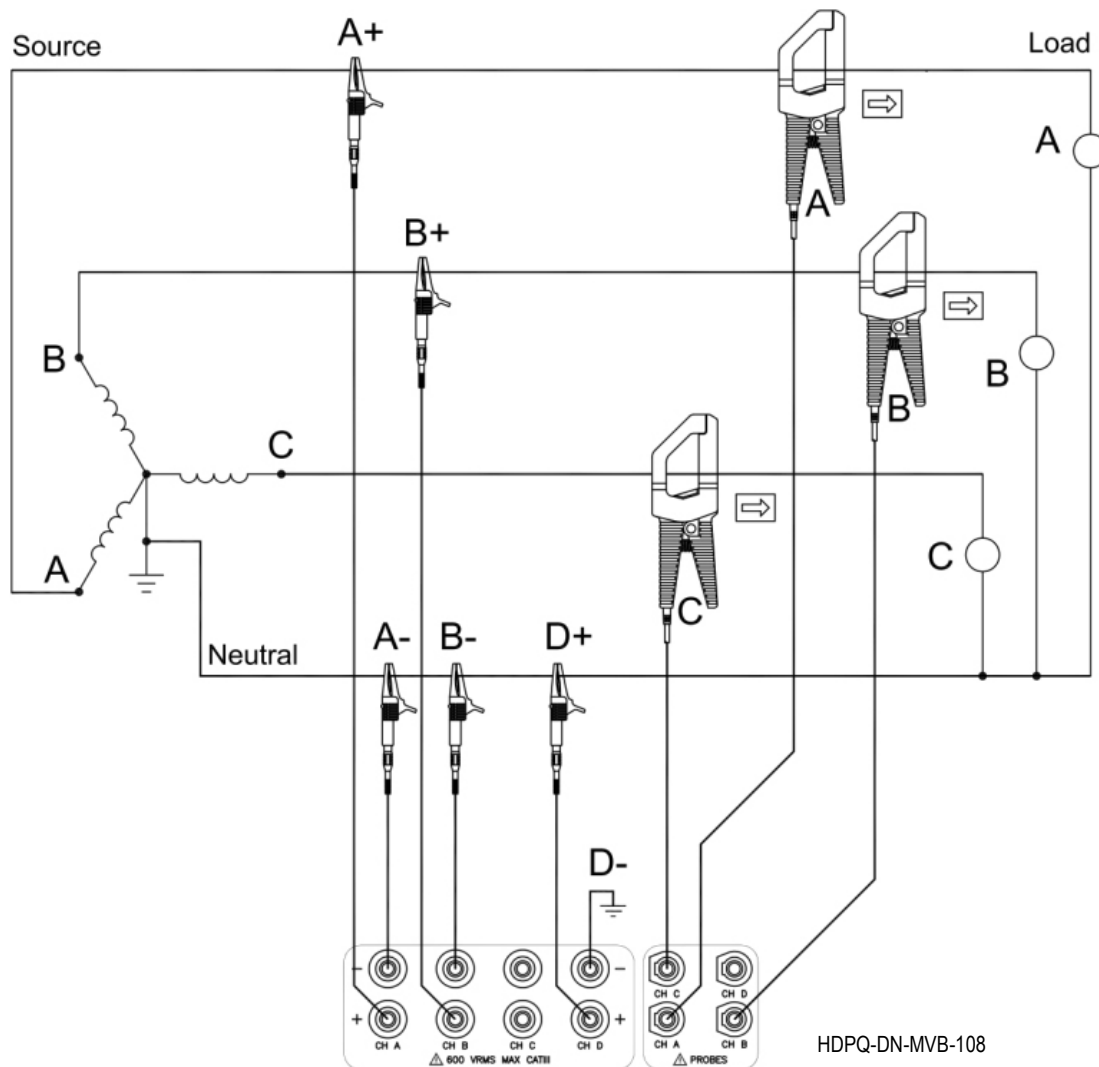 A+
Source
Load
A
A
B+
B
B
B
C
A
C
C
A-
B-
D+
Neutral
D-
-
-
CH C
CH D
+
+
CH A
CH B
CH C
CH D
CH A
CH B
⚠ 600 VRMS MAX CATIII
⚠ PROBES
HDPQ-DN-MVB-108